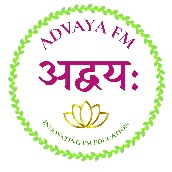 ADVAYA FM
अद्वय:
INNOVATING FM EDUCATION